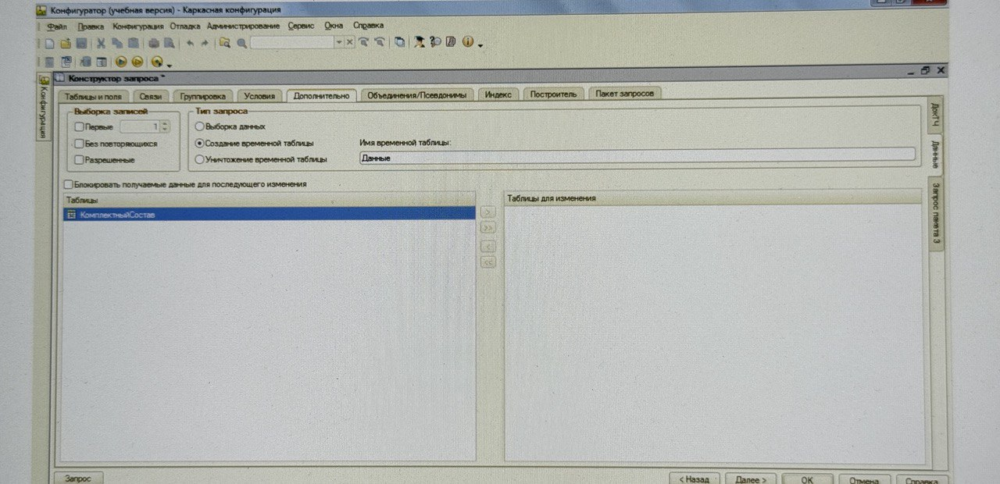 Конфигуратор (учебная версия) - Каркасная конфигурация
Файл Правка Конфигурация Отладка Администрирование Сервис Окна Справка
Конструктор запроса *
Конфигурация
Таблицы и поля Связи Группировка Условия Дополнительно Объединения/Псевдонимы Индекс Построитель Пакет запросов
Выборка записей
Первые 1
Без повторяющихся
Разрешенные
Тип запроса
Выборка данных
Создание временной таблицы
Уничтожение временной таблицы
Имя временной таблицы:
Данные
ДокТЧ
Данные
Запрос пакета 3
Блокировать получаемые данные для последующего изменения
Таблицы
КомплектныйСостав
>
>>
<
<<
Таблицы для изменения
Запрос
< Назад Далее > OK Отмена Справка